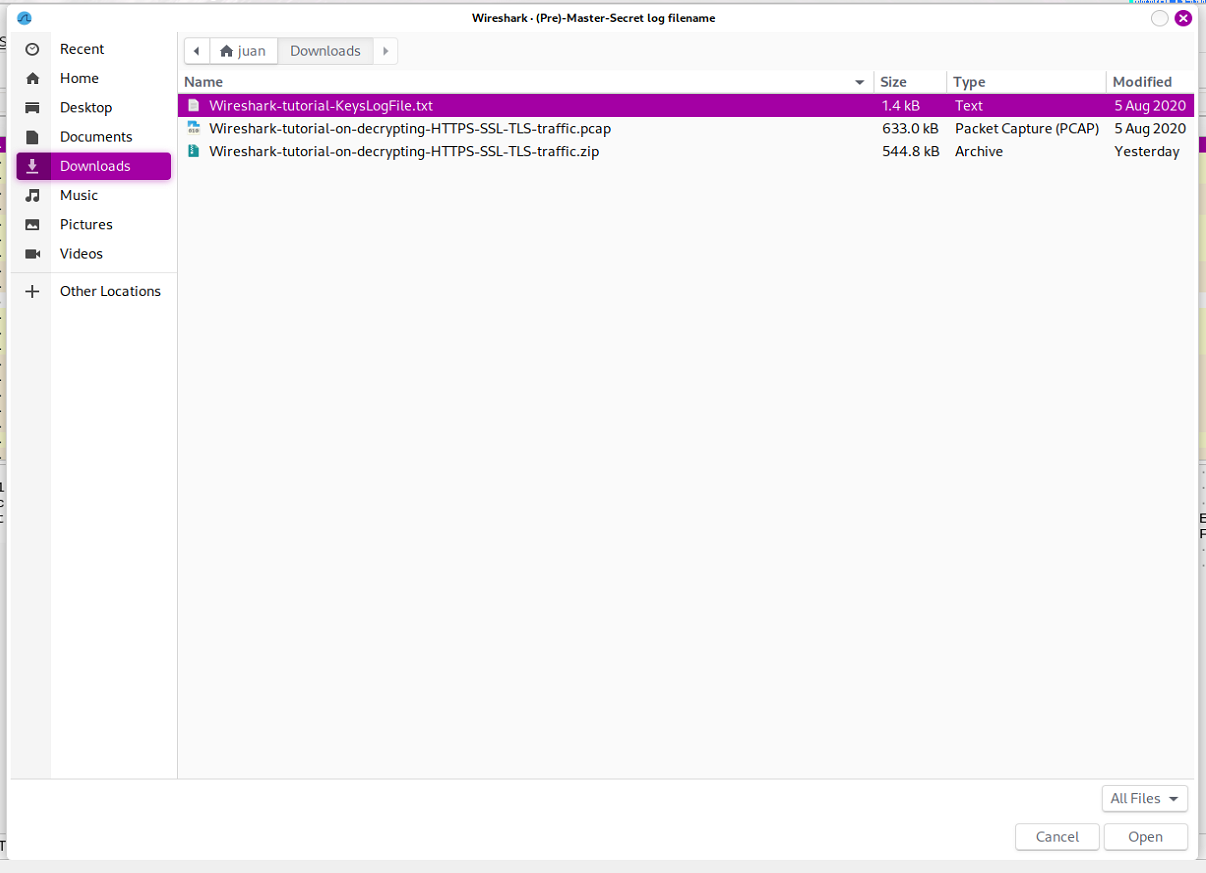 Wireshark · (Pre)-Master-Secret log filename
Recent
Home
Desktop
Documents
Downloads
Music
Pictures
Videos
Other Locations
juan Downloads
Name Size Type Modified
Wireshark-tutorial-KeysLogFile.txt 1.4 kB Text 5 Aug 2020
Wireshark-tutorial-on-decrypting-HTTPS-SSL-TLS-traffic.pcap 633.0 kB Packet Capture (PCAP) 5 Aug 2020
Wireshark-tutorial-on-decrypting-HTTPS-SSL-TLS-traffic.zip 544.8 kB Archive Yesterday
All Files
Cancel Open